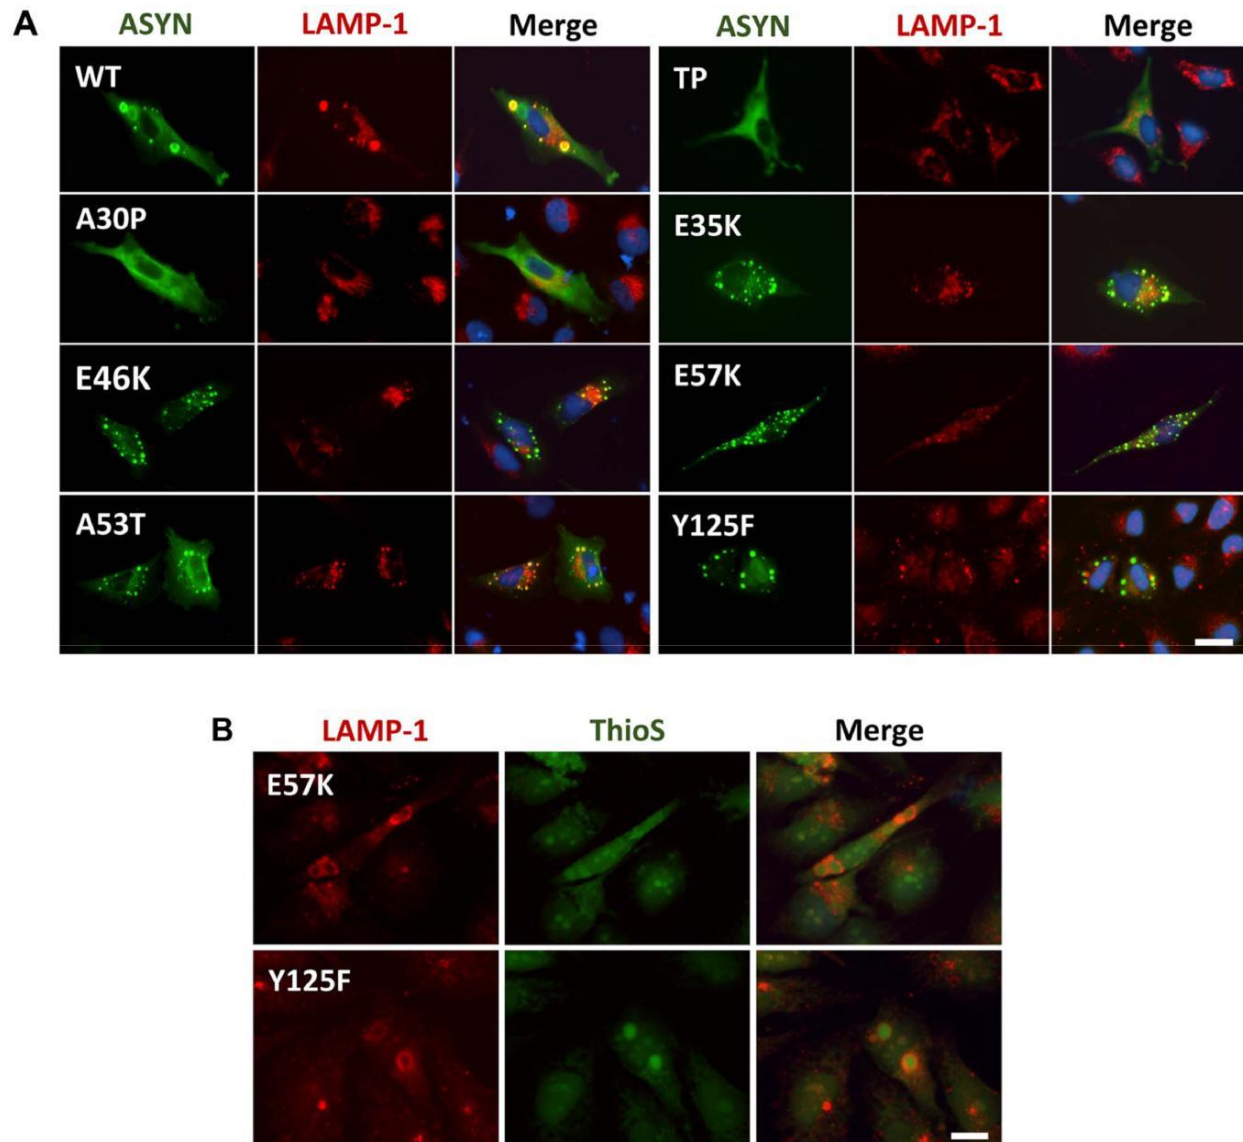 A
ASYN LAMP-1 Merge ASYN LAMP-1 Merge
WT TP
A30P E35K
E46K E57K
A53T Y125F
B
LAMP-1 ThioS Merge
E57K
Y125F